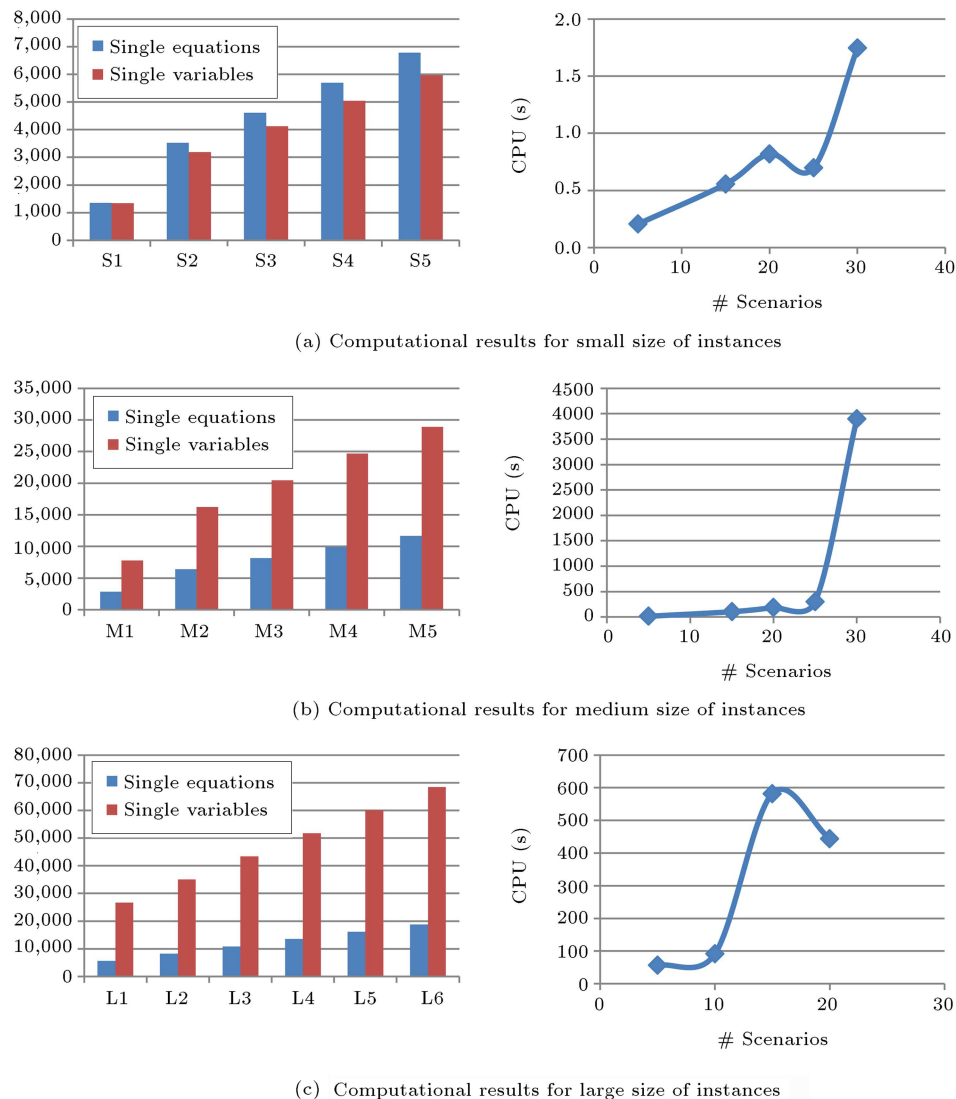 8,000
7,000
6,000
5,000
4,000
3,000
2,000
1,000
0
Single equations
Single variables
S1 S2 S3 S4 S5
2.0
1.5
1.0
0.5
0.0
CPU (s)
0 10 20 30 40
# Scenarios
(a) Computational results for small size of instances
35,000
30,000
25,000
20,000
15,000
10,000
5,000
0
Single equations
Single variables
M1 M2 M3 M4 M5
4500
4000
3500
3000
2500
2000
1500
1000
500
0
CPU (s)
0 10 20 30 40
# Scenarios
(b) Computational results for medium size of instances
80,000
70,000
60,000
50,000
40,000
30,000
20,000
10,000
0
Single equations
Single variables
L1 L2 L3 L4 L5 L6
700
600
500
400
300
200
100
0
CPU (s)
0 10 20 30
# Scenarios
(c) Computational results for large size of instances